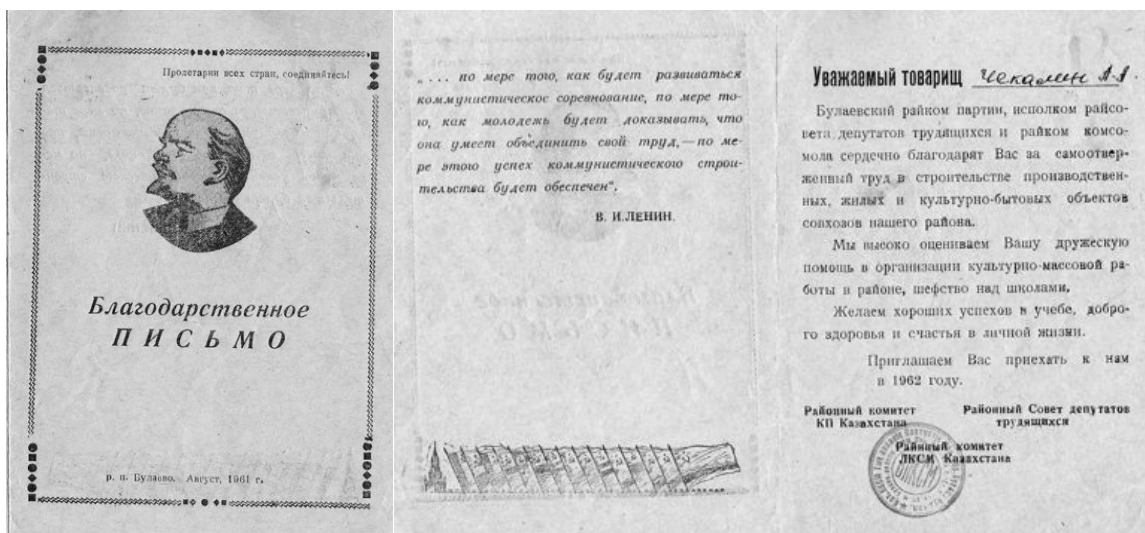 Пролетарии всех стран, соединяйтесь!
Благодарственное
ПИСЬМО
р. п. Булаево. Август, 1961 г.
„ . . . по мере того, как будет развиваться
коммунистическое соревнование, по мере то-
го, как молодежь будет доказывать, что
она умеет объединить свой труд, — по ме-
ре этого успех коммунистического строи-
тельства будет обеспечен“.
В. И. ЛЕНИН.
Уважаемый товарищ Чекалин А.А.
Булаевский райком партии, исполком райсо-
вета депутатов трудящихся и райком комсо-
мола сердечно благодарят Вас за самоотвер-
женный труд в строительстве производствен-
ных, жилых и культурно-бытовых объектов
совхозов нашего района.
Мы высоко оцениваем Вашу дружескую
помощь в организации культурно-массовой ра-
боты в районе, шефство над школами.
Желаем хороших успехов в учебе, добро-
го здоровья и счастья в личной жизни.
Приглашаем Вас приехать к нам
в 1962 году.
Районный комитет
КП Казахстана
Районный Совет депутатов
трудящихся
Районный комитет
ЛКСМ Казахстана